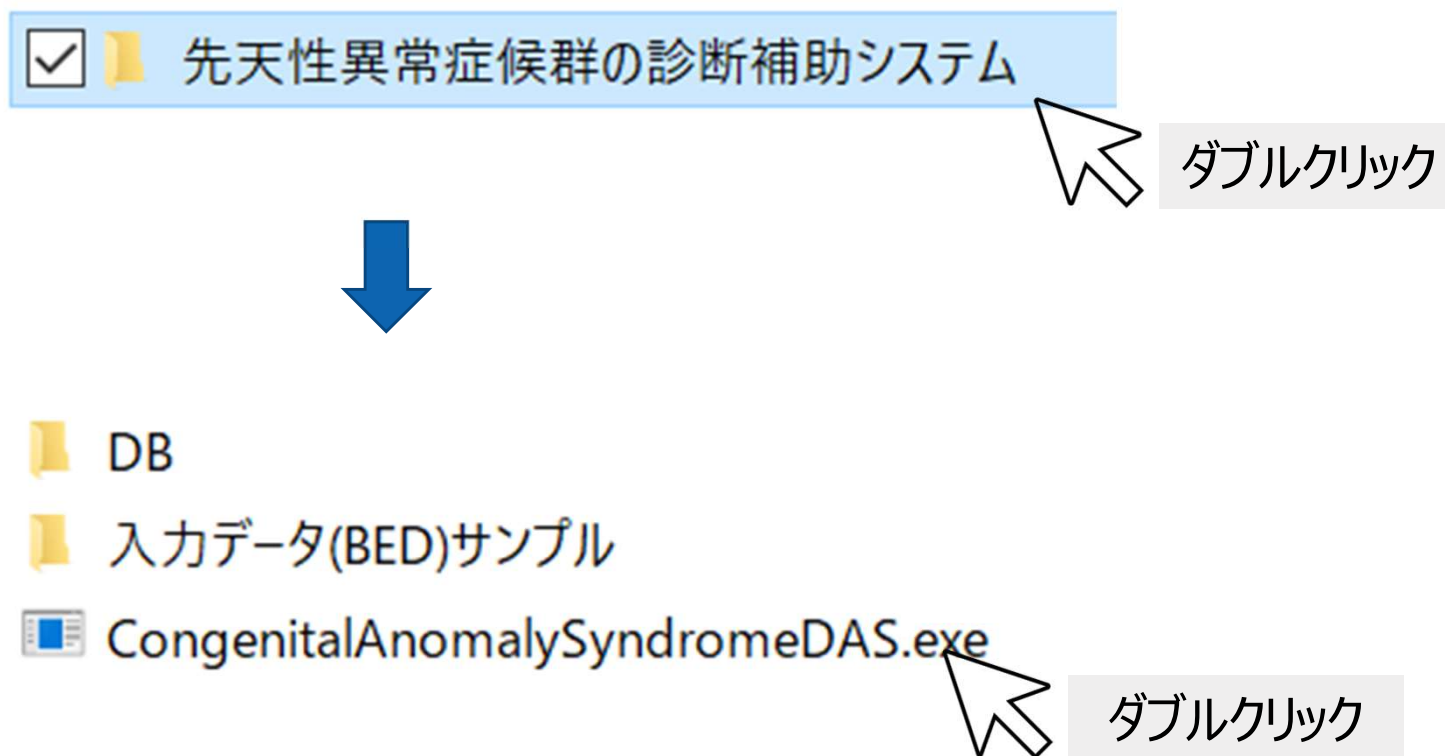 先天性異常症候群の診断補助システム
ダブルクリック
DB
入力データ(BED)サンプル
CongenitalAnomalySyndromeDAS.exe
ダブルクリック